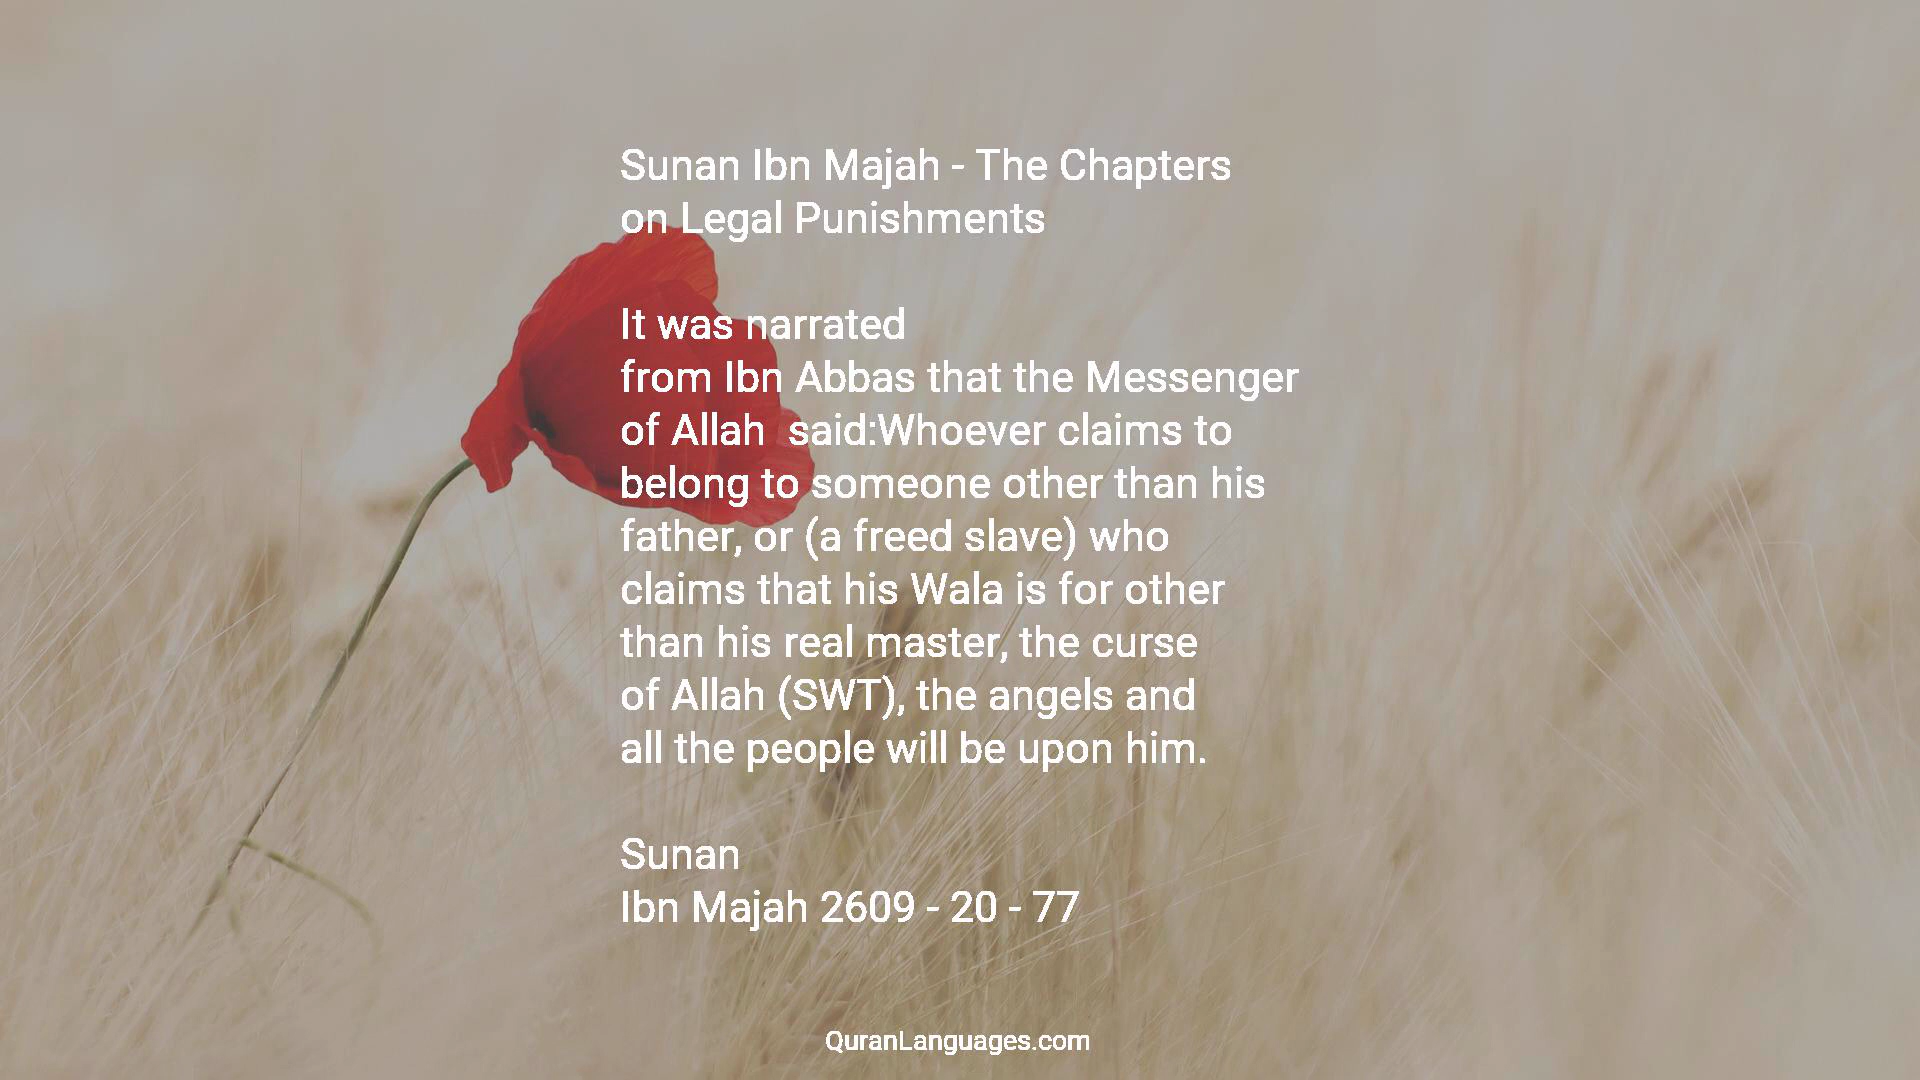 Sunan Ibn Majah - The Chapters
on Legal Punishments
It was narrated
from Ibn Abbas that the Messenger
of Allah  said:Whoever claims to
belong to someone other than his
father, or (a freed slave) who
claims that his Wala is for other
than his real master, the curse
of Allah (SWT), the angels and
all the people will be upon him.
Sunan
Ibn Majah 2609 - 20 - 77
QuranLanguages.com